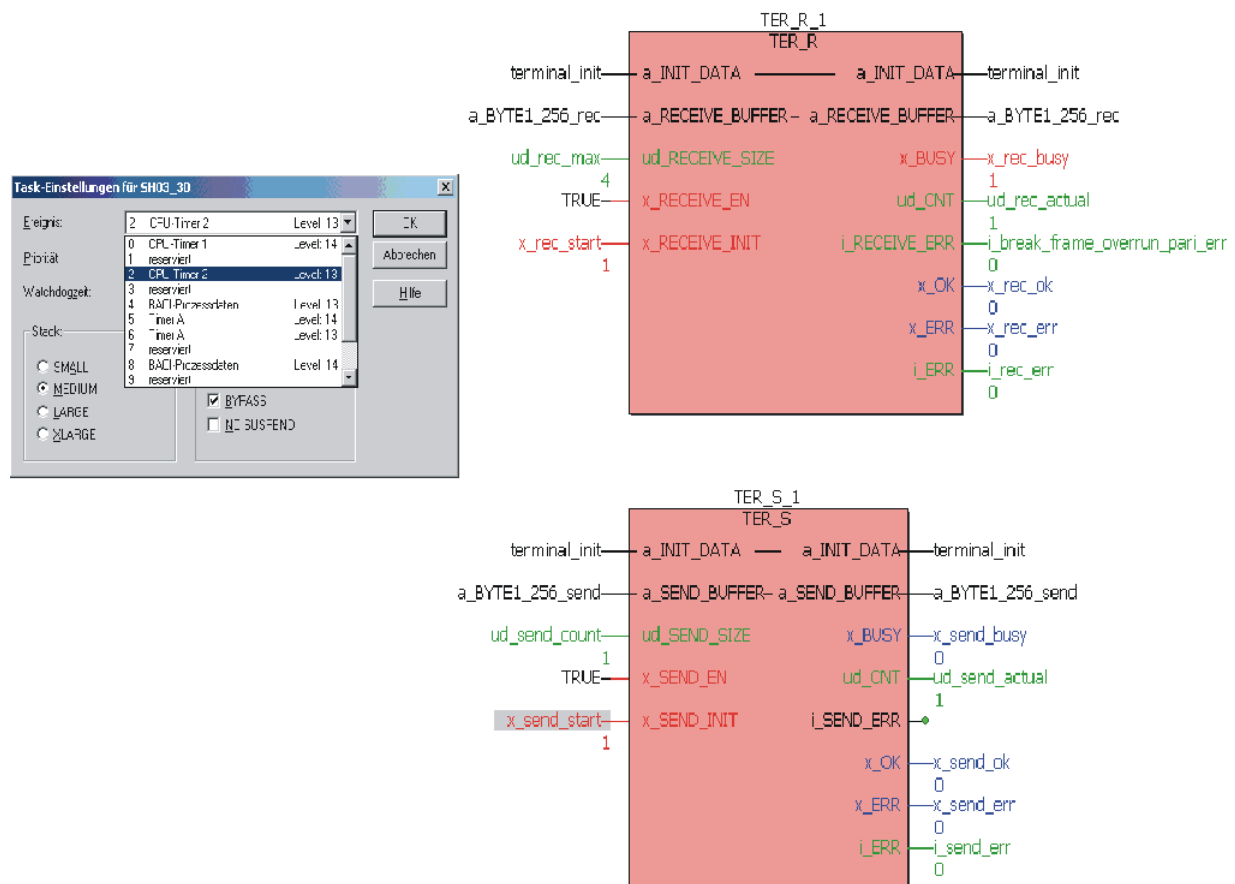 TER_R_1
TER_R
terminal_init a_INIT_DATA a_INIT_DATA terminal_init
a_BYTE1_256_rec a_RECEIVE_BUFFER a_RECEIVE_BUFFER a_BYTE1_256_rec
ud_rec_max ud_RECEIVE_SIZE x_BUSY x_rec_busy
4 1
TRUE x_RECEIVE_EN ud_CNT ud_rec_actual
1
x_rec_start x_RECEIVE_INIT i_RECEIVE_ERR i_break_frame_overrun_pari_err
1 0
x_OK x_rec_ok
0
x_ERR x_rec_err
0
i_ERR i_rec_err
0
Task-Einstellungen für SH03_30
Ereignis: 2 CPU-Timer 2 Level: 13 OK
0 CPU-Timer 1 Level: 14
Priorität 1 reserviert Abbrechen
2 CPU-Timer 2 Level: 13
Watchdogzeit: 3 reserviert Hilfe
4 BACI-Prozessdaten Level 13
Stack: 5 Timer A Level: 14
6 Timer A Level: 13
7 reserviert
SMALL 8 BACI-Prozessdaten Level 14
9 reserviert
MEDIUM BYPASS
LARGE NO SUSPEND
XLARGE
TER_S_1
TER_S
terminal_init a_INIT_DATA a_INIT_DATA terminal_init
a_BYTE1_256_send a_SEND_BUFFER a_SEND_BUFFER a_BYTE1_256_send
ud_send_count ud_SEND_SIZE x_BUSY x_send_busy
1 0
TRUE x_SEND_EN ud_CNT ud_send_actual
1
x_send_start x_SEND_INIT i_SEND_ERR
1
x_OK x_send_ok
0
x_ERR x_send_err
0
i_ERR i_send_err
0